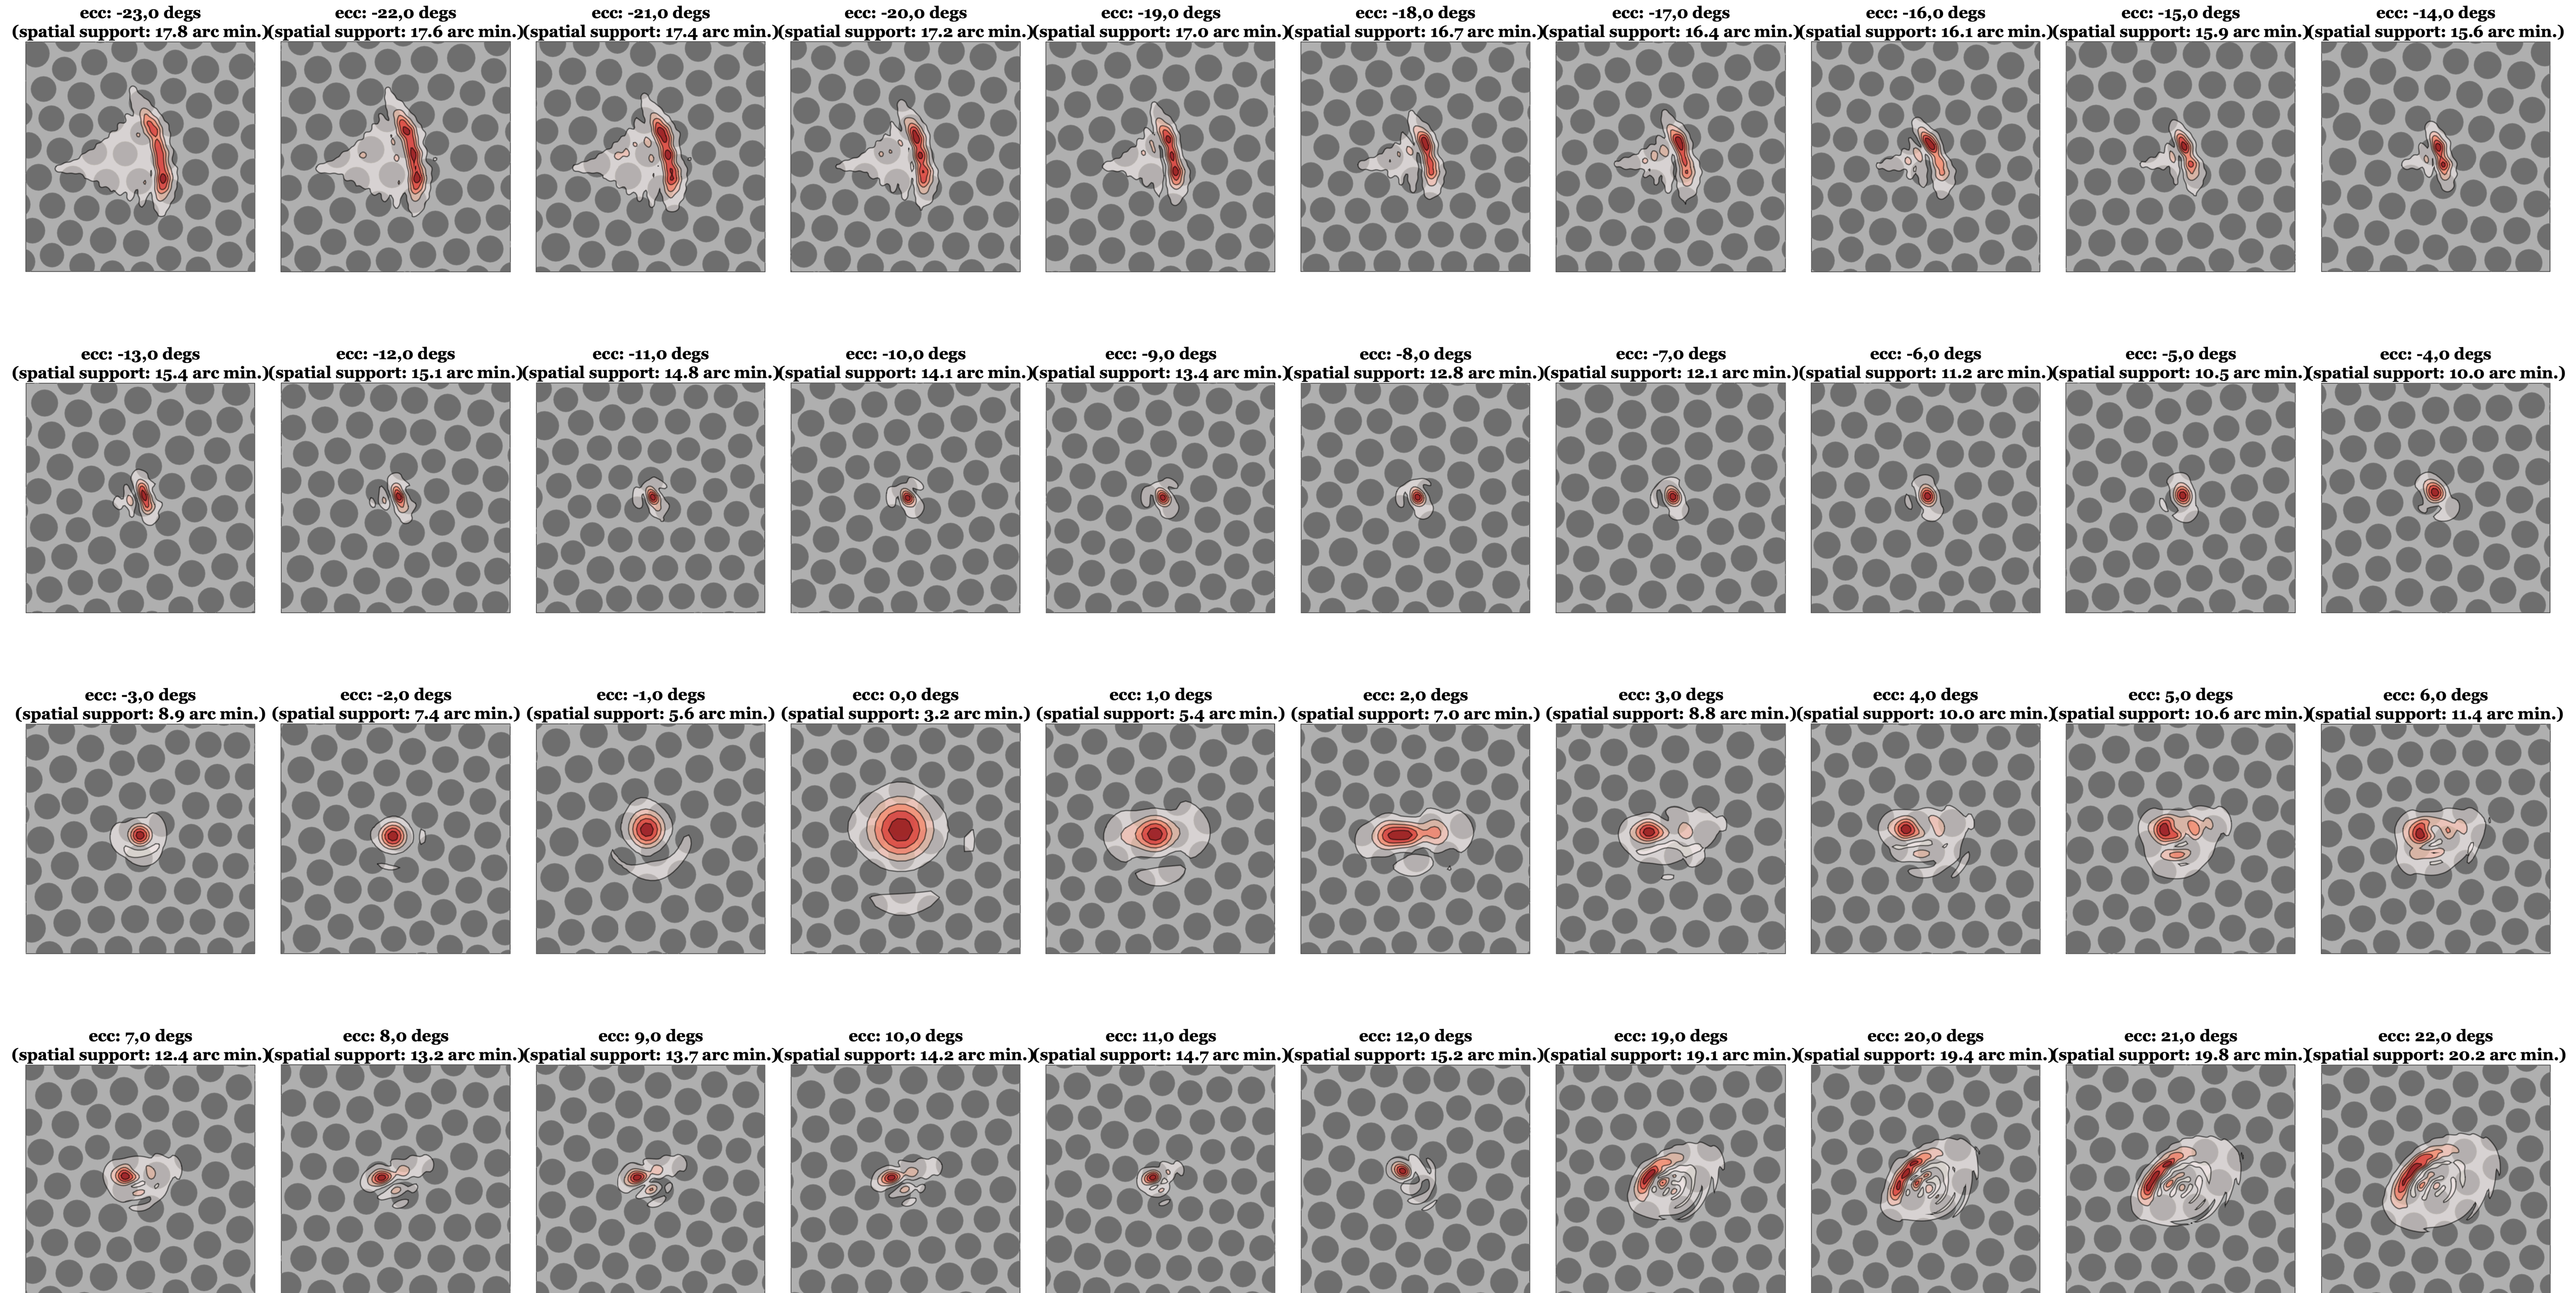 ecc: -23,0 degs
(spatial support: 17.8 arc min.)
ecc: -22,0 degs
(spatial support: 17.6 arc min.)
ecc: -21,0 degs
(spatial support: 17.4 arc min.)
ecc: -20,0 degs
(spatial support: 17.2 arc min.)
ecc: -19,0 degs
(spatial support: 17.0 arc min.)
ecc: -18,0 degs
(spatial support: 16.7 arc min.)
ecc: -17,0 degs
(spatial support: 16.4 arc min.)
ecc: -16,0 degs
(spatial support: 16.1 arc min.)
ecc: -15,0 degs
(spatial support: 15.9 arc min.)
ecc: -14,0 degs
(spatial support: 15.6 arc min.)
ecc: -13,0 degs
(spatial support: 15.4 arc min.)
ecc: -12,0 degs
(spatial support: 15.1 arc min.)
ecc: -11,0 degs
(spatial support: 14.8 arc min.)
ecc: -10,0 degs
(spatial support: 14.1 arc min.)
ecc: -9,0 degs
(spatial support: 13.4 arc min.)
ecc: -8,0 degs
(spatial support: 12.8 arc min.)
ecc: -7,0 degs
(spatial support: 12.1 arc min.)
ecc: -6,0 degs
(spatial support: 11.2 arc min.)
ecc: -5,0 degs
(spatial support: 10.5 arc min.)
ecc: -4,0 degs
(spatial support: 10.0 arc min.)
ecc: -3,0 degs
(spatial support: 8.9 arc min.)
ecc: -2,0 degs
(spatial support: 7.4 arc min.)
ecc: -1,0 degs
(spatial support: 5.6 arc min.)
ecc: 0,0 degs
(spatial support: 3.2 arc min.)
ecc: 1,0 degs
(spatial support: 5.4 arc min.)
ecc: 2,0 degs
(spatial support: 7.0 arc min.)
ecc: 3,0 degs
(spatial support: 8.8 arc min.)
ecc: 4,0 degs
(spatial support: 10.0 arc min.)
ecc: 5,0 degs
(spatial support: 10.6 arc min.)
ecc: 6,0 degs
(spatial support: 11.4 arc min.)
ecc: 7,0 degs
(spatial support: 12.4 arc min.)
ecc: 8,0 degs
(spatial support: 13.2 arc min.)
ecc: 9,0 degs
(spatial support: 13.7 arc min.)
ecc: 10,0 degs
(spatial support: 14.2 arc min.)
ecc: 11,0 degs
(spatial support: 14.7 arc min.)
ecc: 12,0 degs
(spatial support: 15.2 arc min.)
ecc: 19,0 degs
(spatial support: 19.1 arc min.)
ecc: 20,0 degs
(spatial support: 19.4 arc min.)
ecc: 21,0 degs
(spatial support: 19.8 arc min.)
ecc: 22,0 degs
(spatial support: 20.2 arc min.)